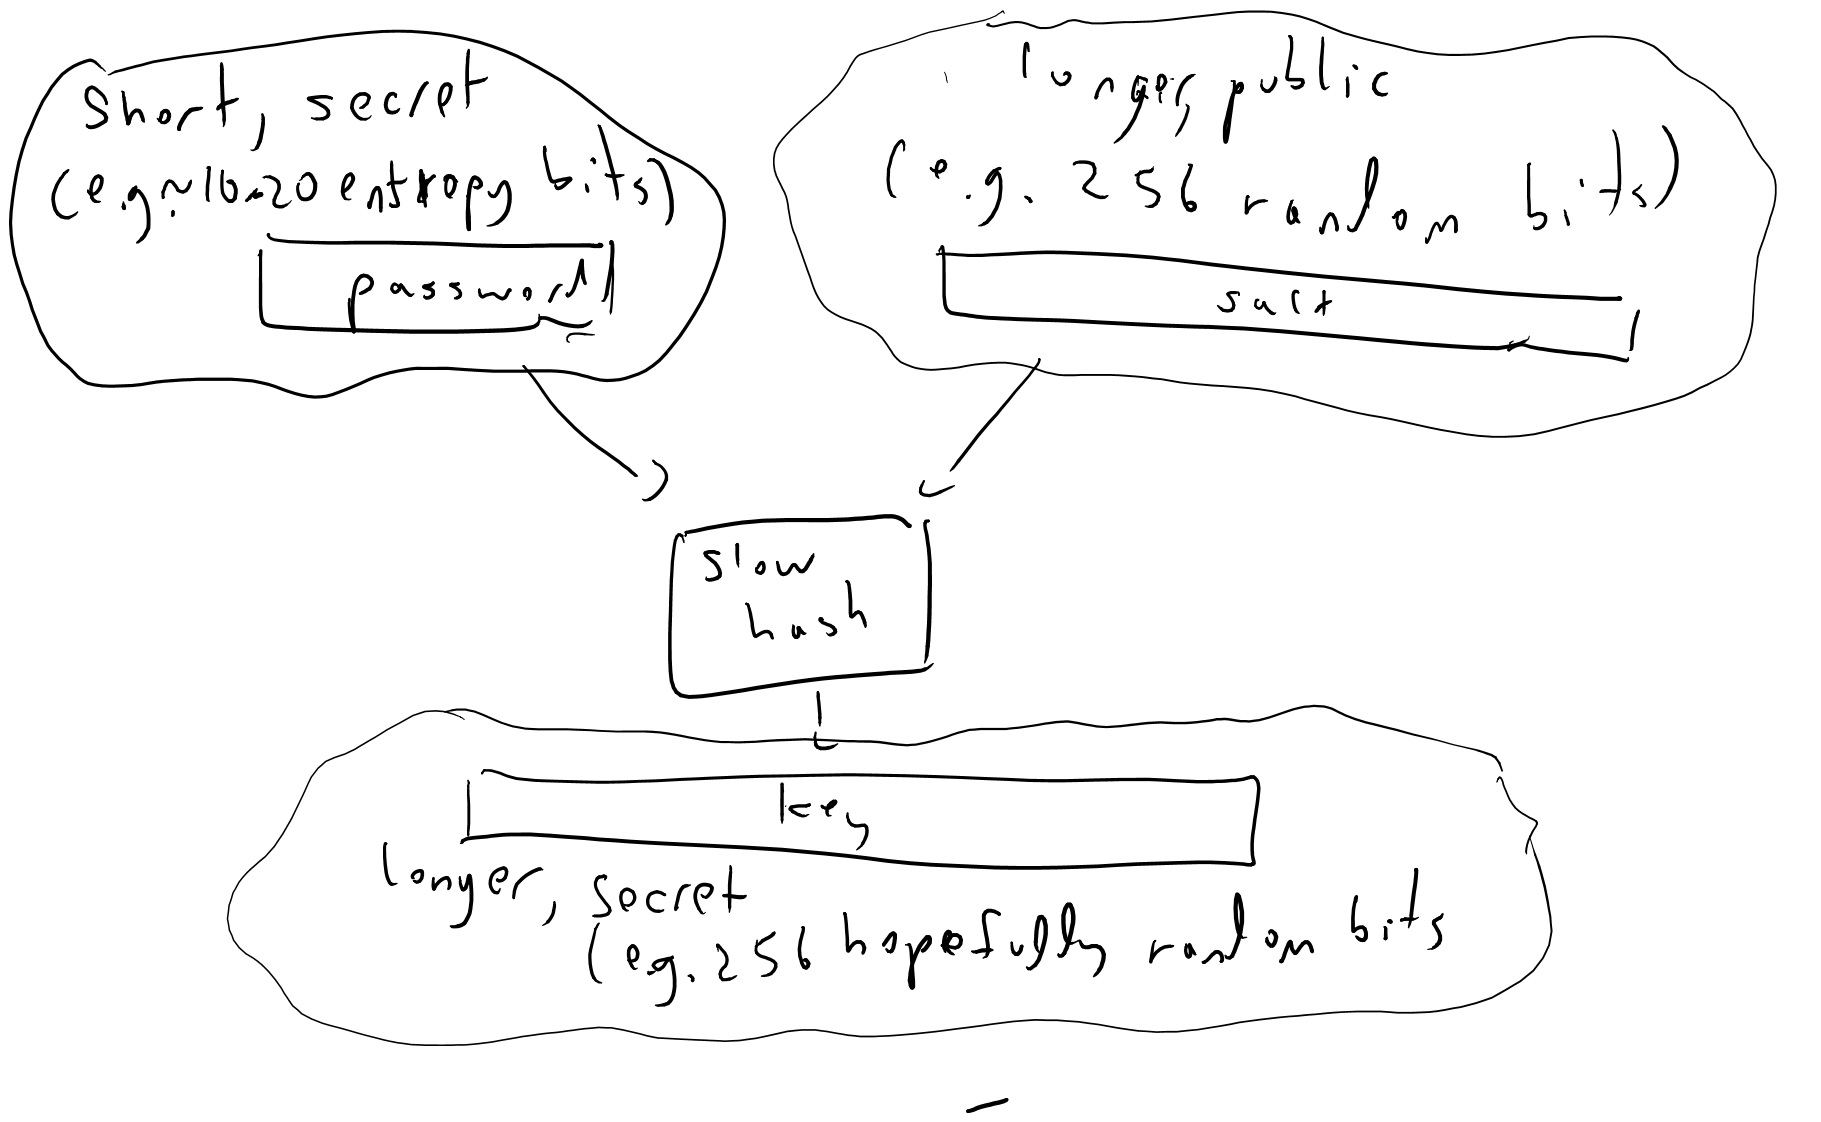 short, secret
(e.g. ~10-20 entropy bits)
password
longer, public
(e.g. 256 random bits)
salt
slow
hash
key
longer, secret
(e.g. 256 hopefully random bits